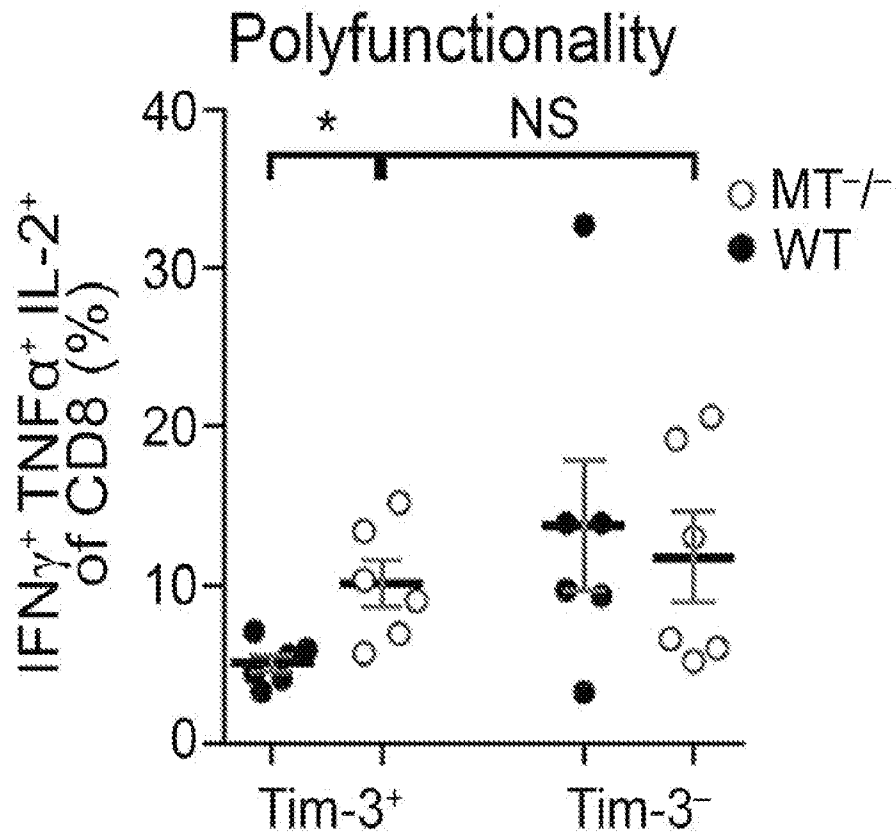 Polyfunctionality
IFNγ⁺ TNFα⁺ IL-2⁺
of CD8 (%)
40
30
20
10
0
*
NS
MT⁻/⁻
WT
Tim-3⁺
Tim-3⁻